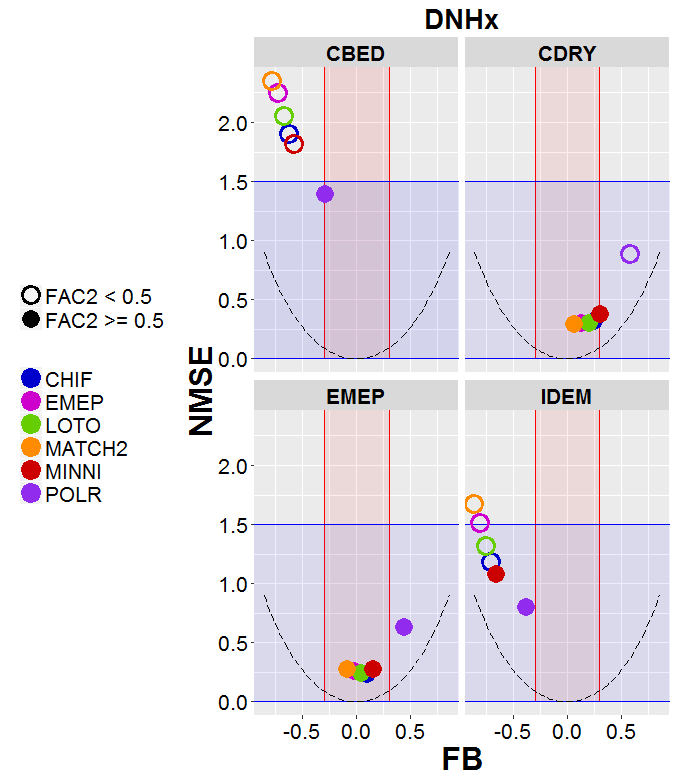 DNHx
CBED
CDRY
2.0
1.5
1.0
0.5
0.0
FAC2 < 0.5
FAC2 >= 0.5
CHIF
EMEP
LOTO
MATCH2
MINNI
POLR
NMSE
EMEP
IDEM
2.0
1.5
1.0
0.5
0.0
-0.5 0.0 0.5 -0.5 0.0 0.5
FB